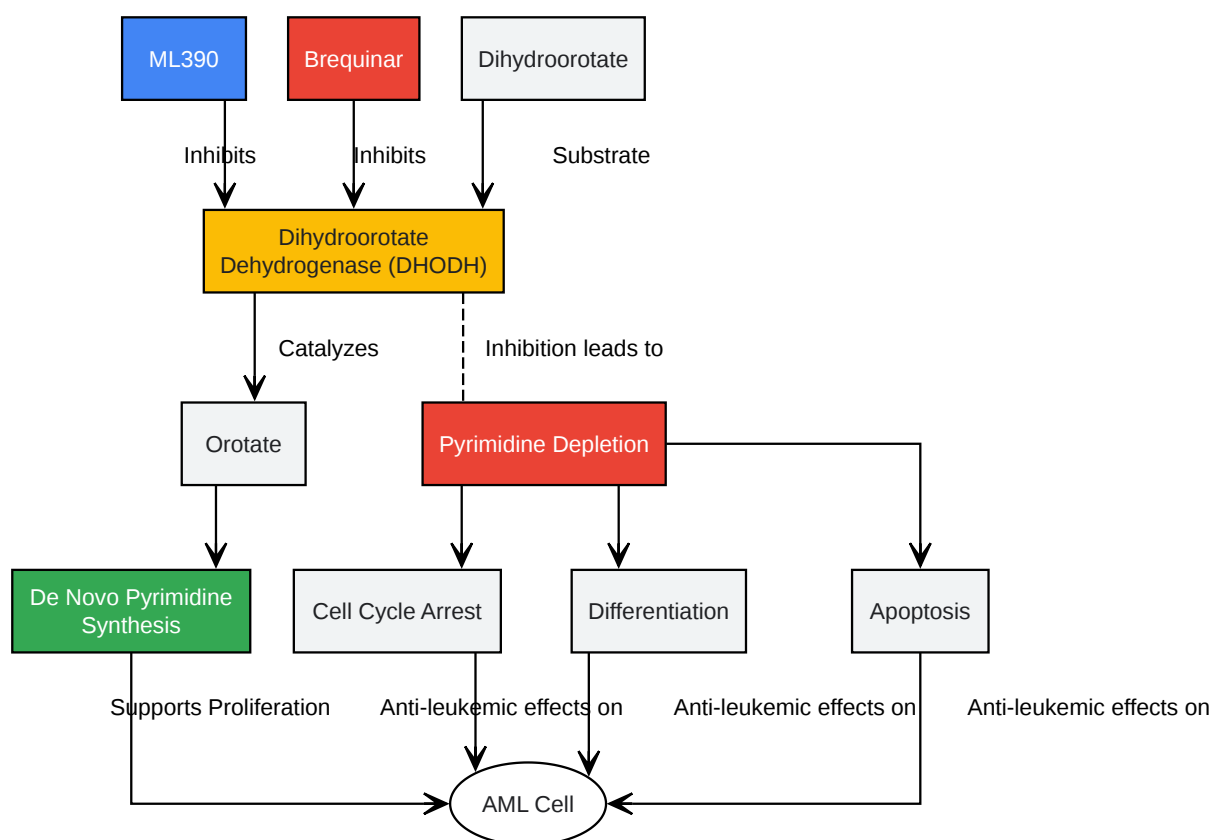 ML390
Brequinar
Dihydroorotate
Inhibits
Inhibits
Substrate
Dihydroorotate
Dehydrogenase (DHODH)
Catalyzes
Inhibition leads to
Orotate
Pyrimidine Depletion
De Novo Pyrimidine
Synthesis
Cell Cycle Arrest
Differentiation
Apoptosis
Supports Proliferation
Anti-leukemic effects on
Anti-leukemic effects on
Anti-leukemic effects on
AML Cell